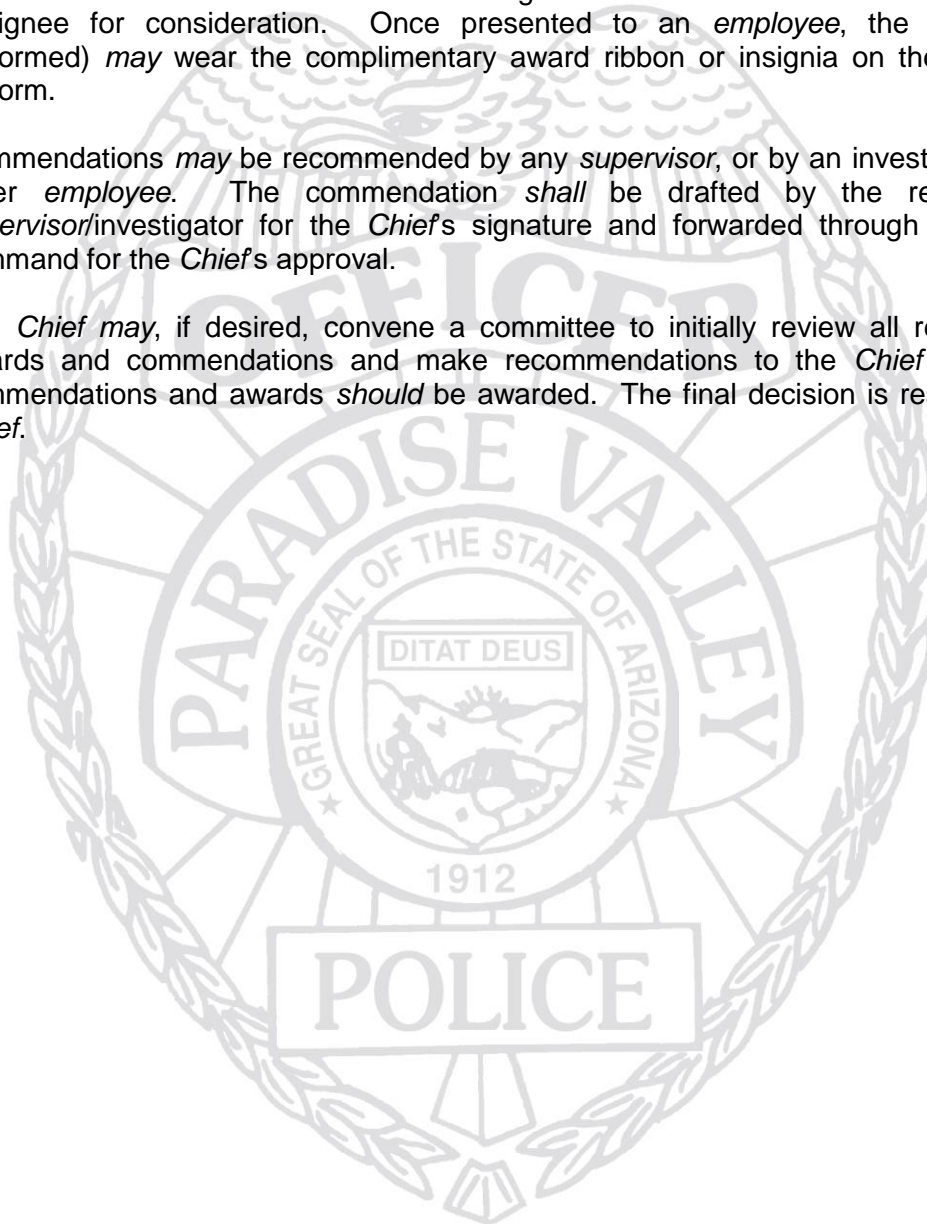 ignee for consideration. Once presented to an employee, the
ormed) may wear the complimentary award ribbon or insignia on the
orm.
mmendations may be recommended by any supervisor, or by an invest
er employee. The commendation shall be drafted by the re
ervisor/investigator for the Chief's signature and forwarded through
mmand for the Chief's approval.
Chief may, if desired, convene a committee to initially review all re
ards and commendations and make recommendations to the Chief
mmendations and awards should be awarded. The final decision is res
ef.
OFFICER
PARADISE VALLEY
GREAT SEAL OF THE STATE OF ARIZONA
DITAT DEUS
1912
POLICE